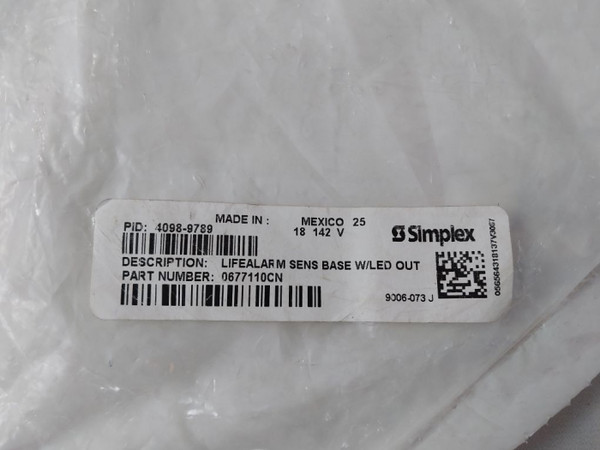 MADE IN : MEXICO 25
PID: 4098-9789 18 142 V
Simplex
DESCRIPTION: LIFEALARM SENS BASE W/LED OUT
PART NUMBER: 0677110CN
9006-073 J